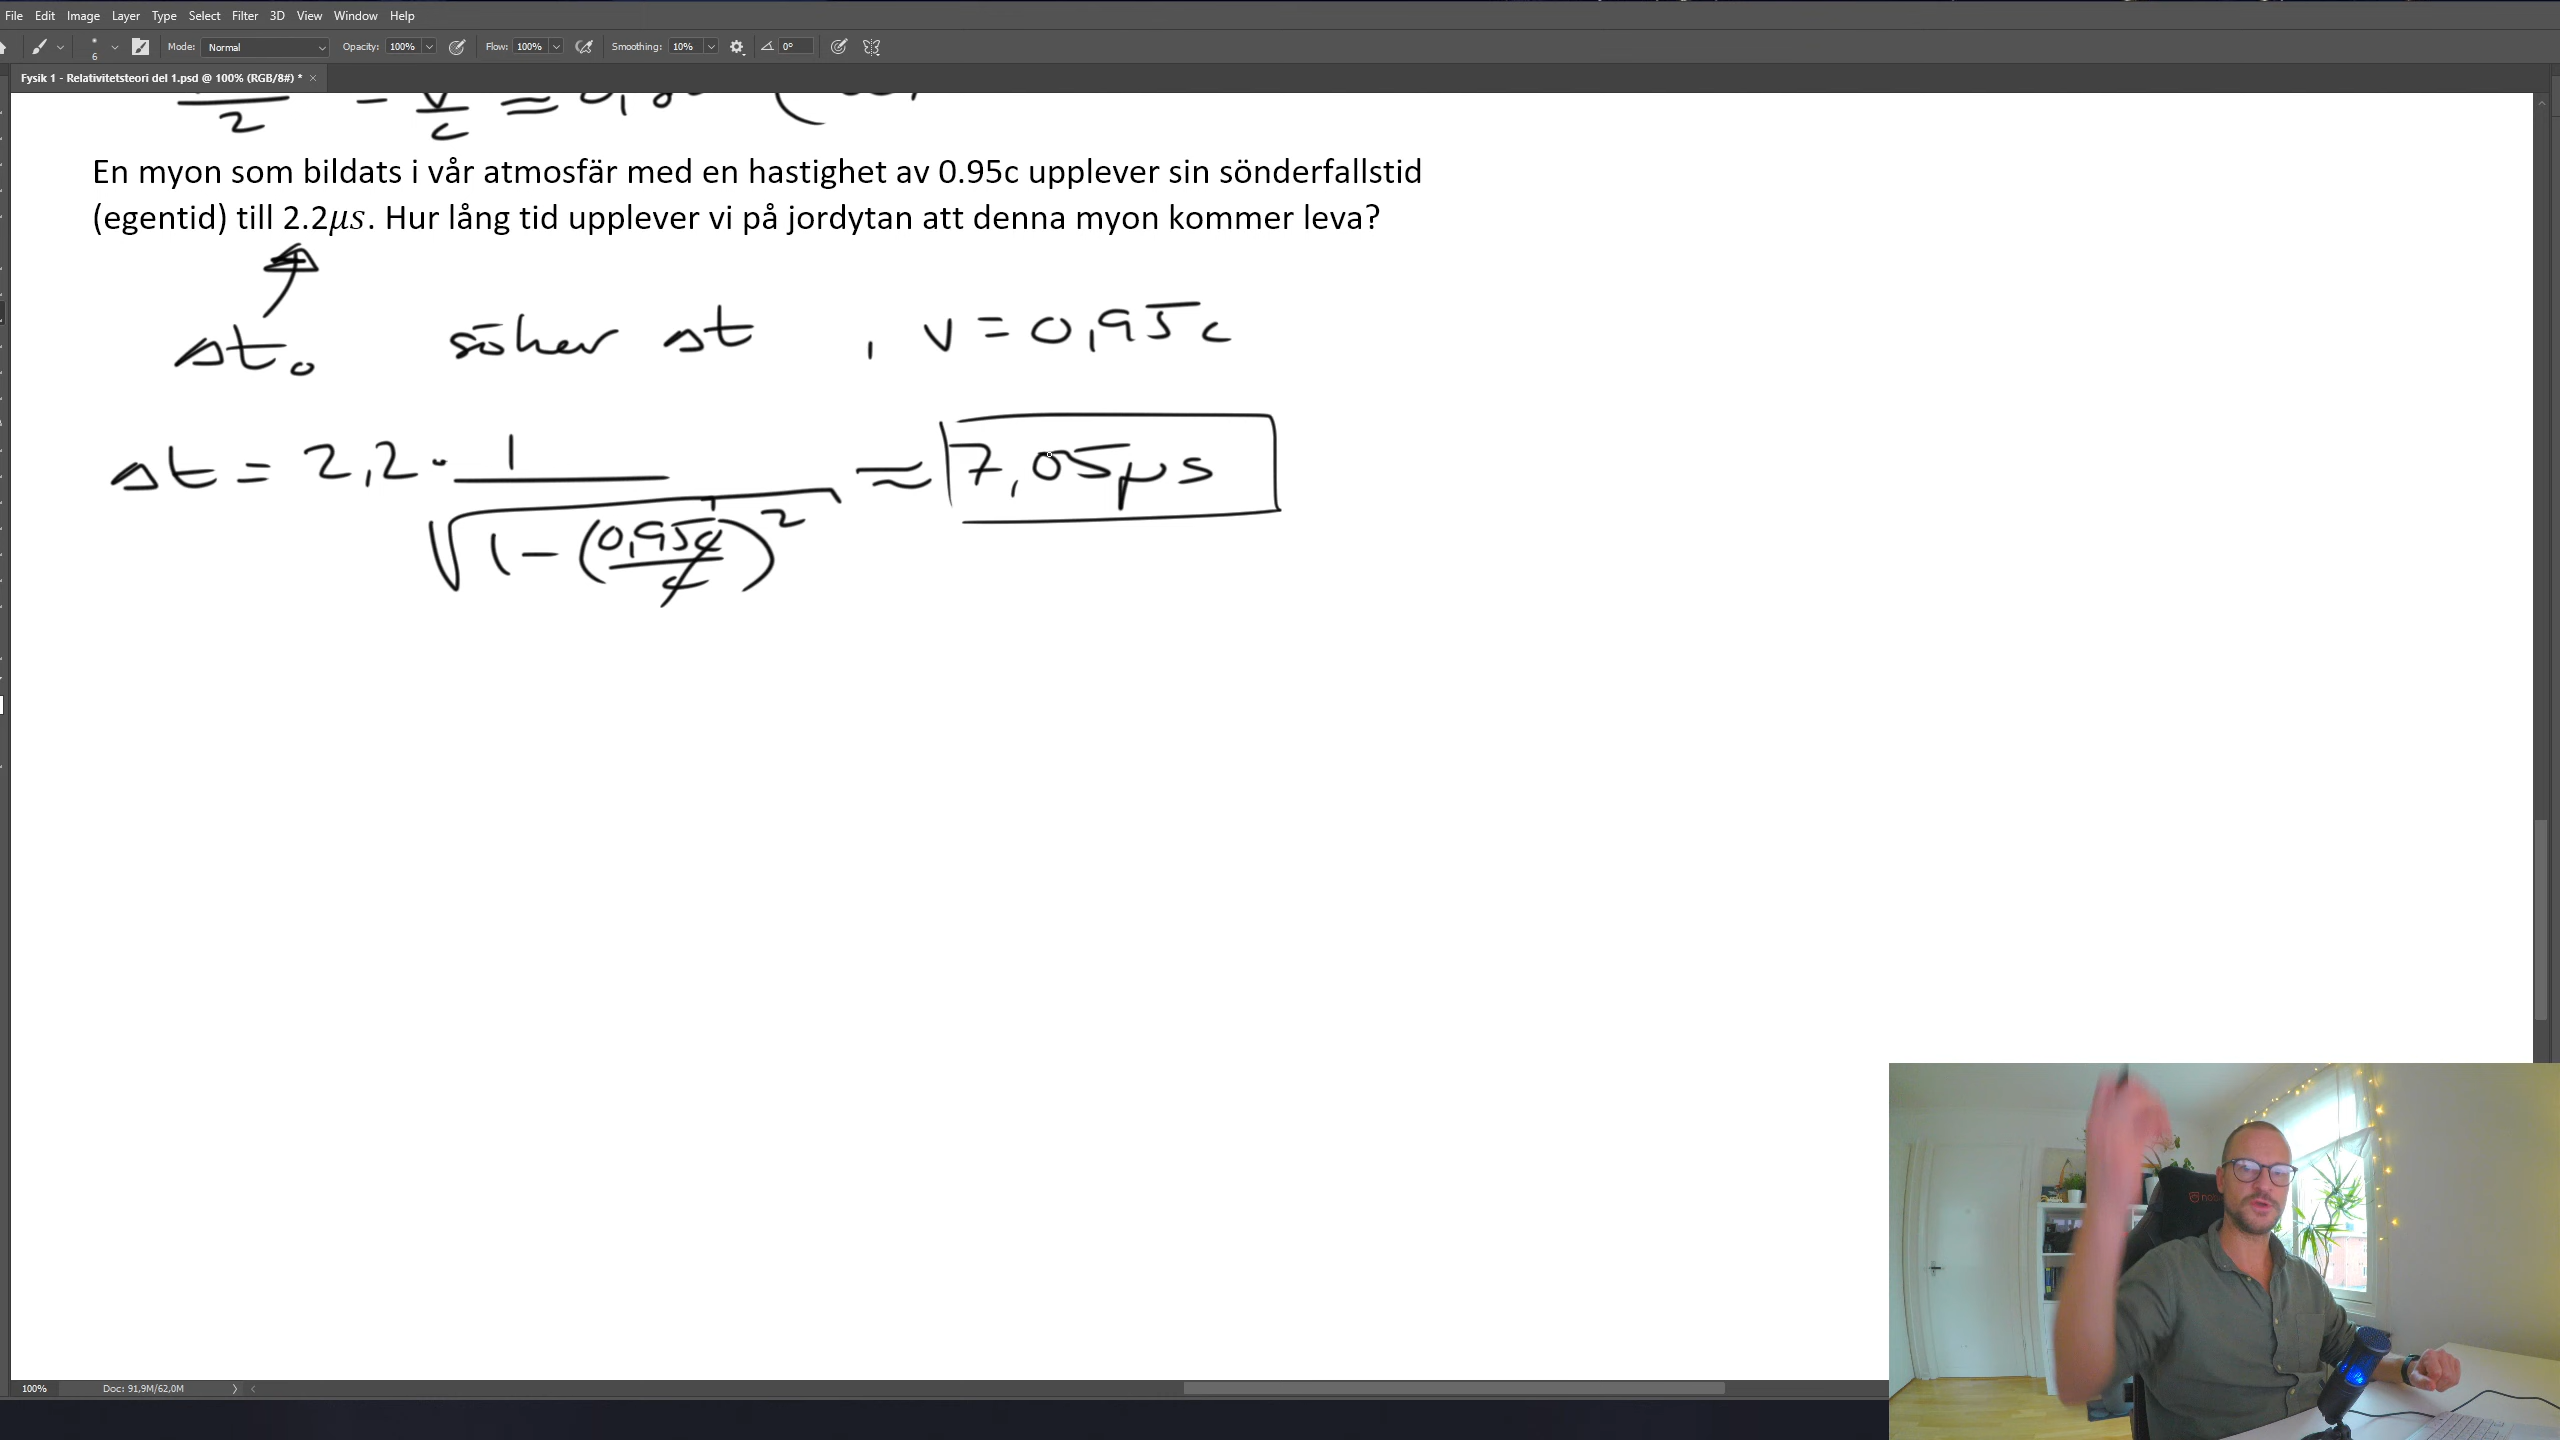 File Edit Image Layer Type Select Filter 3D View Window Help
6 Mode: Normal Opacity: 100% Flow: 100% Smoothing: 10% 0°
Fysik 1 - Relativitetsteori del 1.psd @ 100% (RGB/8#) * ×
2 - v/c ≈
En myon som bildats i vår atmosfär med en hastighet av 0.95c upplever sin sönderfallstid
(egentid) till 2.2μs. Hur lång tid upplever vi på jordytan att denna myon kommer leva?
Δt₀ söker Δt , v = 0,95c
Δt = 2,2 · 1 ≈ 7,05μs
√1 - (0,95c/c)²
100% Doc: 91,9M/62,0M